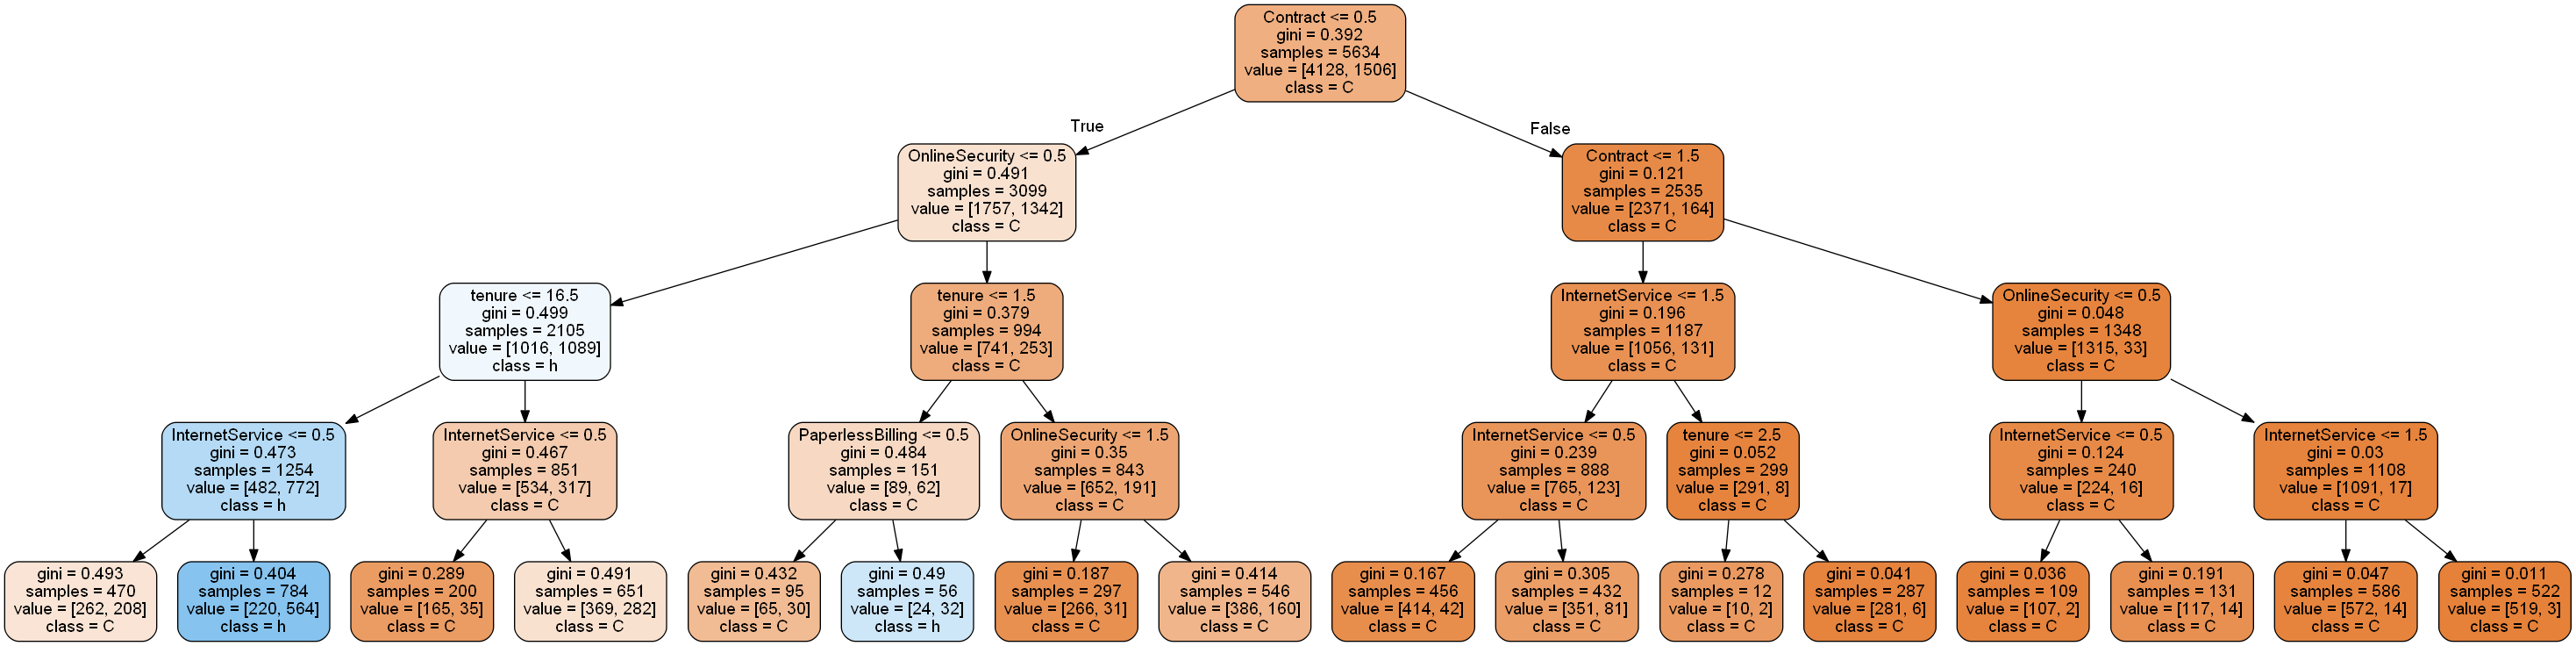 Contract <= 0.5
gini = 0.392
samples = 5634
value = [4128, 1506]
class = C
True
False
OnlineSecurity <= 0.5
gini = 0.491
samples = 3099
value = [1757, 1342]
class = C
Contract <= 1.5
gini = 0.121
samples = 2535
value = [2371, 164]
class = C
tenure <= 16.5
gini = 0.499
samples = 2105
value = [1016, 1089]
class = h
tenure <= 1.5
gini = 0.379
samples = 994
value = [741, 253]
class = C
InternetService <= 1.5
gini = 0.196
samples = 1187
value = [1056, 131]
class = C
OnlineSecurity <= 0.5
gini = 0.048
samples = 1348
value = [1315, 33]
class = C
InternetService <= 0.5
gini = 0.473
samples = 1254
value = [482, 772]
class = h
InternetService <= 0.5
gini = 0.467
samples = 851
value = [534, 317]
class = C
PaperlessBilling <= 0.5
gini = 0.484
samples = 151
value = [89, 62]
class = C
OnlineSecurity <= 1.5
gini = 0.35
samples = 843
value = [652, 191]
class = C
InternetService <= 0.5
gini = 0.239
samples = 888
value = [765, 123]
class = C
tenure <= 2.5
gini = 0.052
samples = 299
value = [291, 8]
class = C
InternetService <= 0.5
gini = 0.124
samples = 240
value = [224, 16]
class = C
InternetService <= 1.5
gini = 0.03
samples = 1108
value = [1091, 17]
class = C
gini = 0.493
samples = 470
value = [262, 208]
class = C
gini = 0.404
samples = 784
value = [220, 564]
class = h
gini = 0.289
samples = 200
value = [165, 35]
class = C
gini = 0.491
samples = 651
value = [369, 282]
class = C
gini = 0.432
samples = 95
value = [65, 30]
class = C
gini = 0.49
samples = 56
value = [24, 32]
class = h
gini = 0.187
samples = 297
value = [266, 31]
class = C
gini = 0.414
samples = 546
value = [386, 160]
class = C
gini = 0.167
samples = 456
value = [414, 42]
class = C
gini = 0.305
samples = 432
value = [351, 81]
class = C
gini = 0.278
samples = 12
value = [10, 2]
class = C
gini = 0.041
samples = 287
value = [281, 6]
class = C
gini = 0.036
samples = 109
value = [107, 2]
class = C
gini = 0.191
samples = 131
value = [117, 14]
class = C
gini = 0.047
samples = 586
value = [572, 14]
class = C
gini = 0.011
samples = 522
value = [519, 3]
class = C